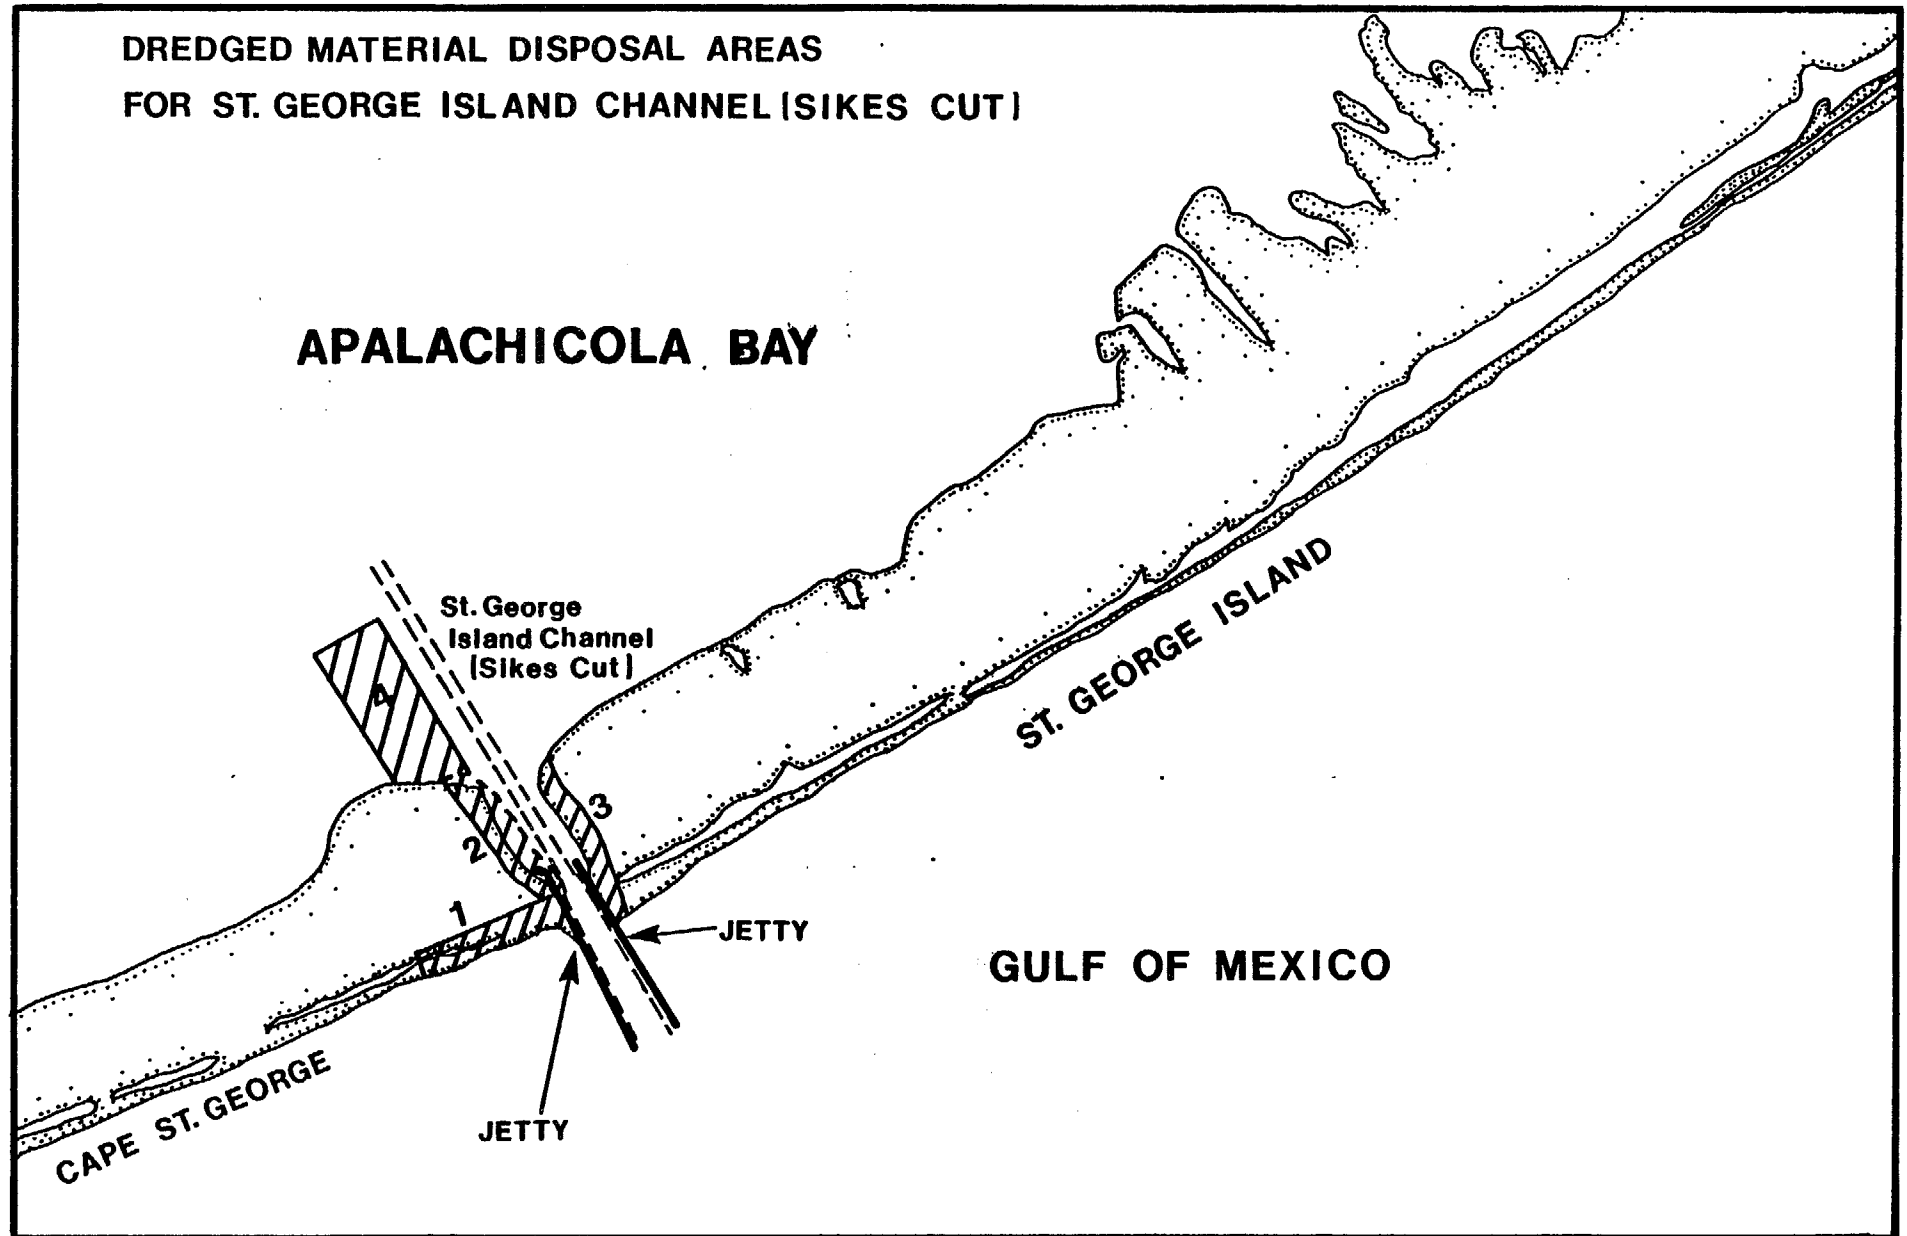 DREDGED MATERIAL DISPOSAL AREAS
FOR ST. GEORGE ISLAND CHANNEL (SIKES CUT)
APALACHICOLA BAY
St. George
Island Channel
(Sikes Cut)
4
3
2
1
ST. GEORGE ISLAND
JETTY
GULF OF MEXICO
JETTY
CAPE ST. GEORGE